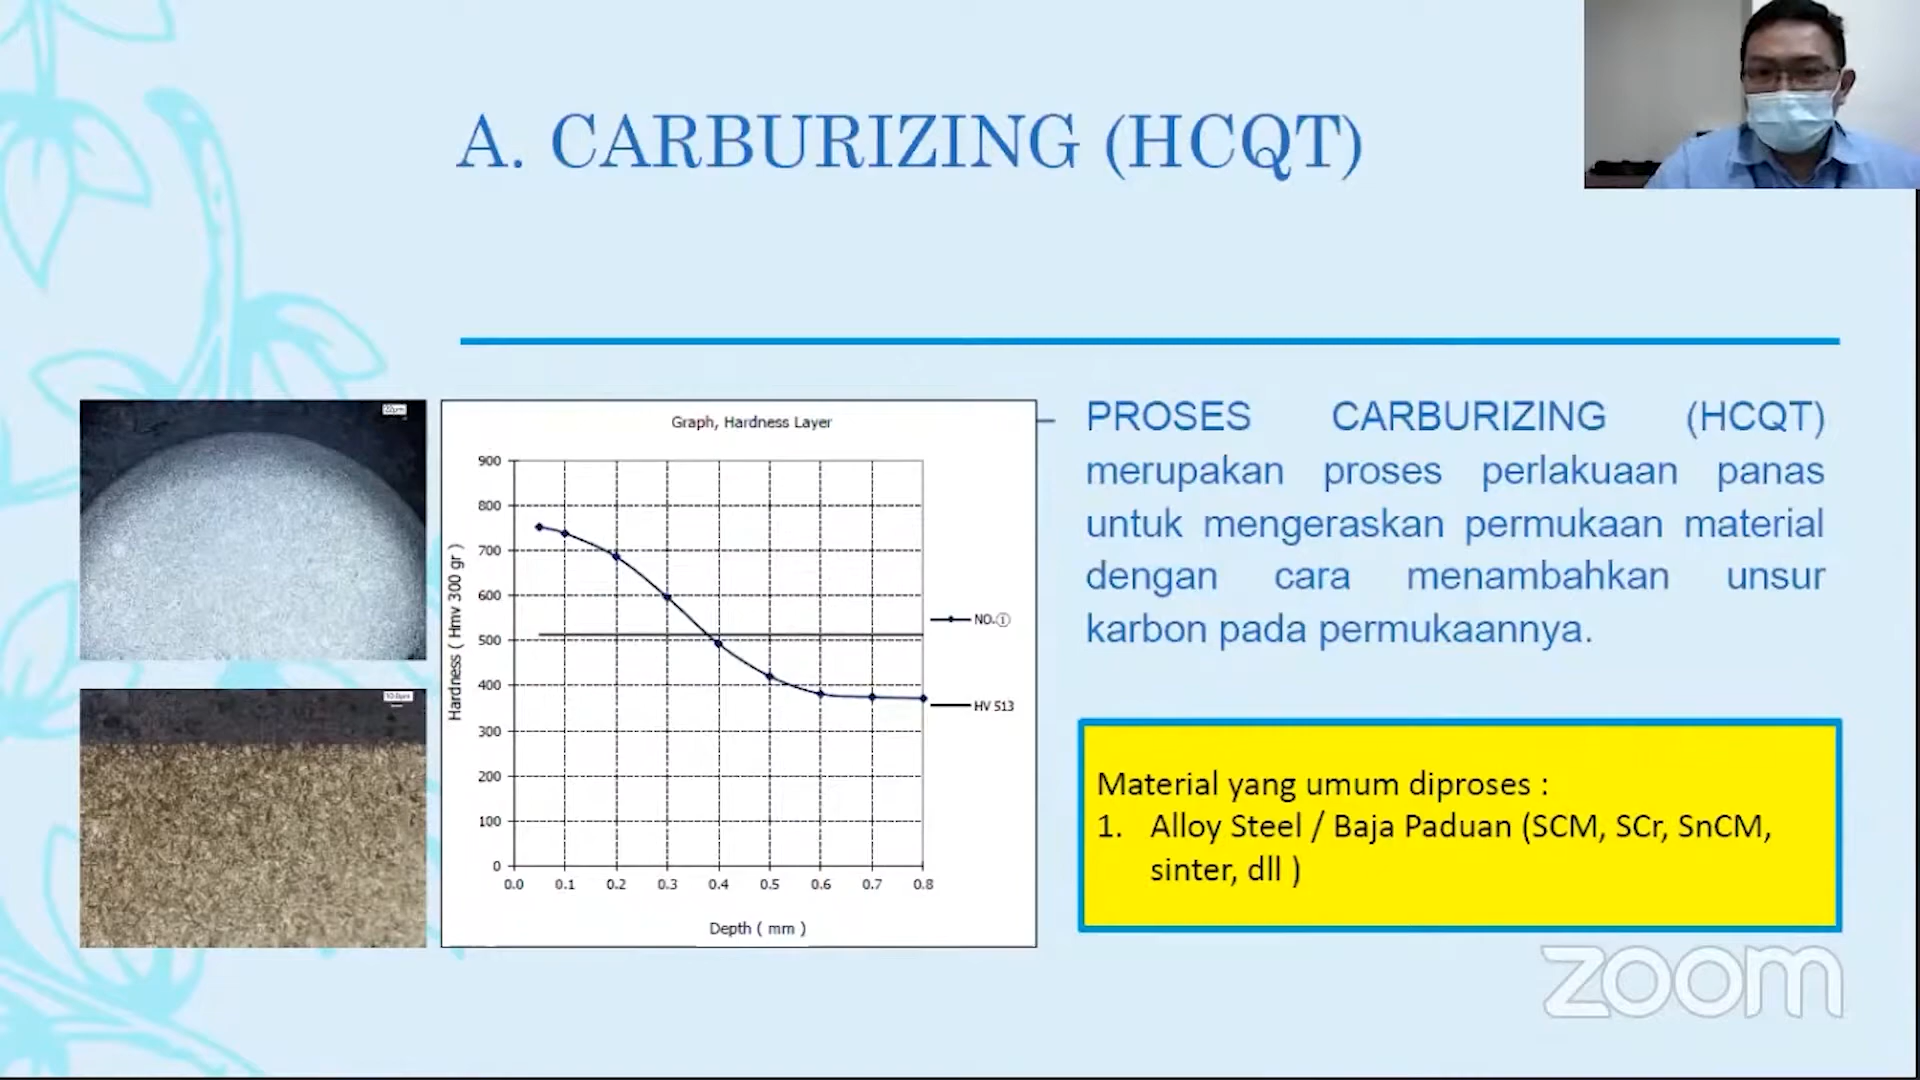 A. CARBURIZING (HCQT)
PROSES CARBURIZING (HCQT)
merupakan proses perlakuaan panas
untuk mengeraskan permukaan material
dengan cara menambahkan unsur
karbon pada permukaannya.
Graph, Hardness Layer
Hardness ( Hmv 300 gr )
900
800
700
600
500
400
300
200
100
0
0.0 0.1 0.2 0.3 0.4 0.5 0.6 0.7 0.8
Depth ( mm )
NO.①
HV 513
Material yang umum diproses :
1. Alloy Steel / Baja Paduan (SCM, SCr, SnCM,
sinter, dll )
zoom